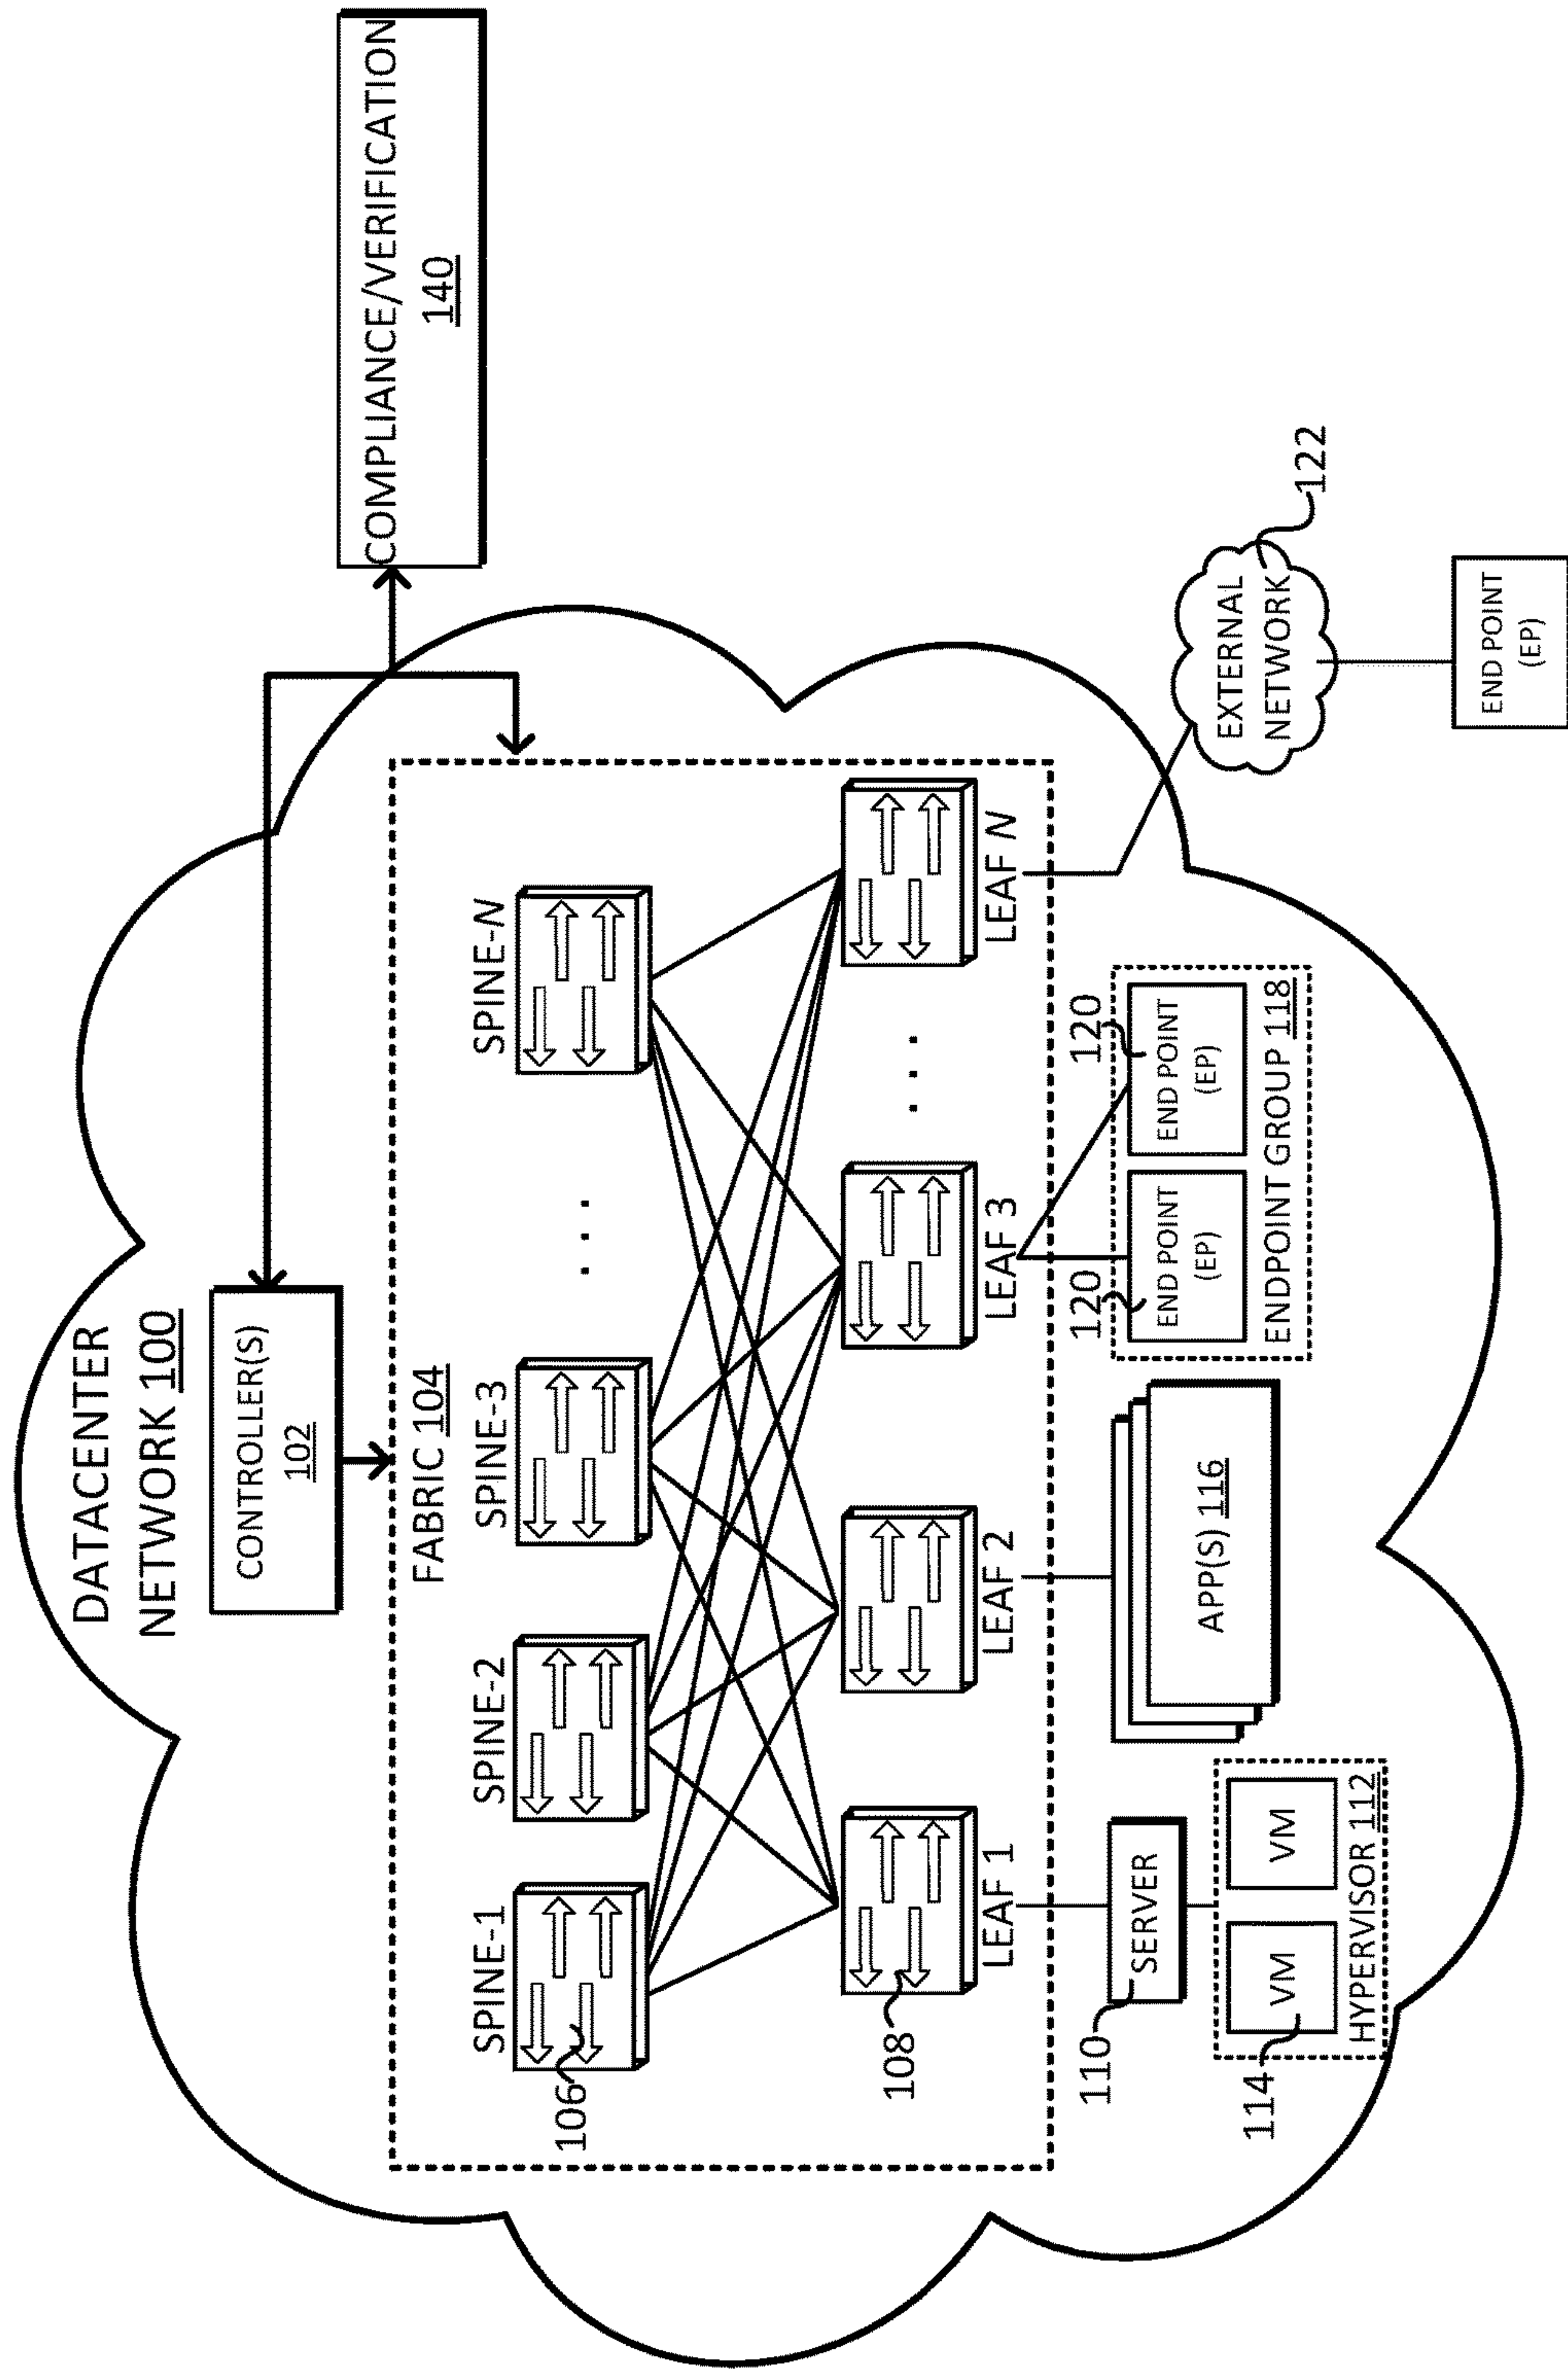 DATACENTER
NETWORK 100
CONTROLLER(S)
102
COMPLIANCE/VERIFICATION
140
FABRIC 104
SPINE-1
SPINE-2
SPINE-3
SPINE-N
106
. . .
108
. . .
LEAF 1
LEAF 2
LEAF 3
LEAF N
110
SERVER
APP(S) 116
120
120
END POINT
(EP)
END POINT
(EP)
ENDPOINT GROUP 118
EXTERNAL
NETWORK
122
114
VM
VM
HYPERVISOR 112
END POINT
(EP)